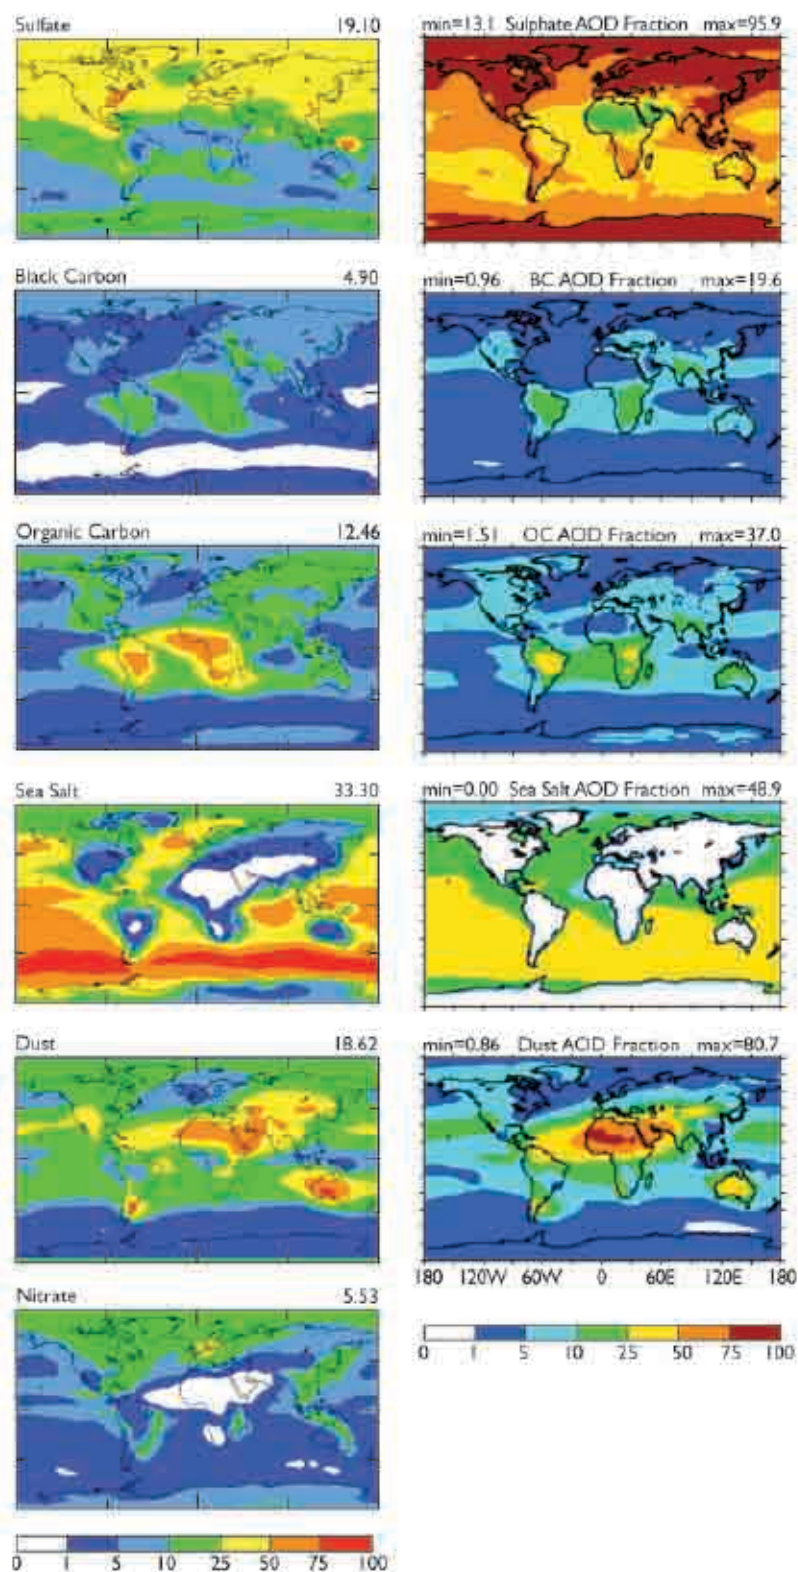 Sulfate 19.10
min=13.1 Sulphate AOD Fraction max=95.9
Black Carbon 4.90
min=0.96 BC AOD Fraction max=19.6
Organic Carbon 12.46
min=1.51 OC AOD Fraction max=37.0
Sea Salt 33.30
min=0.00 Sea Salt AOD Fraction max=48.9
Dust 18.62
min=0.86 Dust AOD Fraction max=80.7
180 120W 60W 0 60E 120E 180
Nitrate 5.53
0 1 5 10 25 50 75 100
0 1 5 10 25 50 75 100